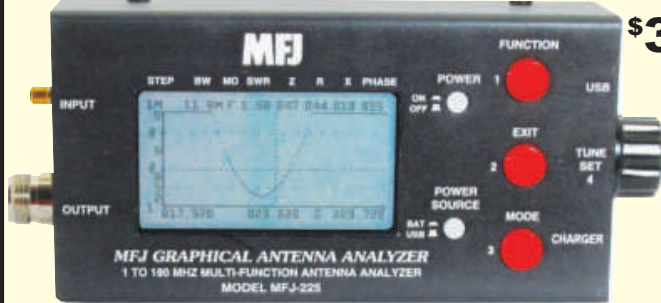 $3
MFJ
FUNCTION
STEP BW MD SWR Z R X PHASE
POWER
1
USB
INPUT
ON
OFF
EXIT
2
TUNE
SET
4
OUTPUT
POWER
SOURCE
BAT
USB
MODE
3
CHARGER
MFJ GRAPHICAL ANTENNA ANALYZER
1 TO 180 MHZ MULTI-FUNCTION ANTENNA ANALYZER
MODEL MFJ-225